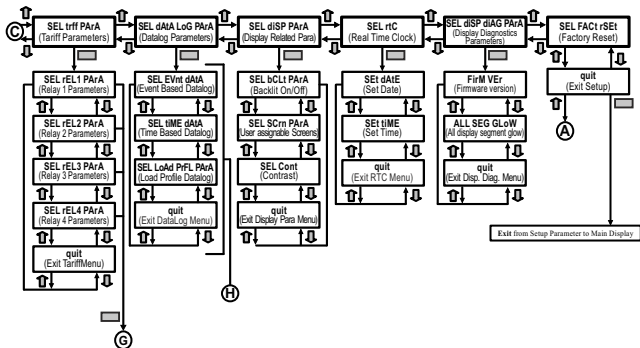 SEL trff PArA
(Tariff Parameters)
SEL dAtA LoG PArA
(Datalog Parameters)
SEL diSP PArA
(Display Related Para)
SEL rtC
(Real Time Clock)
SEL diSP diAG PArA
(Display Diagnostics
Parameters)
SEL FACt rSEt
(Factory Reset)
C
SEL rEL1 PArA
(Relay 1 Parameters)
SEL rEL2 PArA
(Relay 2 Parameters)
SEL rEL3 PArA
(Relay 3 Parameters)
SEL rEL4 PArA
(Relay 4 Parameters)
quit
(Exit TariffMenu)
G
SEL EVnt dAtA
(Event Based Datalog)
SEL tiME dAtA
(Time Based Datalog)
SEL LoAd PrFL PArA
(Load Profile Datalog)
quit
(Exit DataLog Menu)
H
SEL bCLt PArA
(Backlit On/Off)
SEL SCrn PArA
(User assignable Screens)
SEL Cont
(Contrast)
quit
(Exit Display Para Menu)
SEt dAtE
(Set Date)
SEt tiME
(Set Time)
quit
(Exit RTC Menu)
FirM VEr
(Firmware version)
ALL SEG GLoW
(All display segment glow)
quit
(Exit Disp. Diag. Menu)
quit
(Exit Setup)
A
Exit from Setup Parameter to Main Display